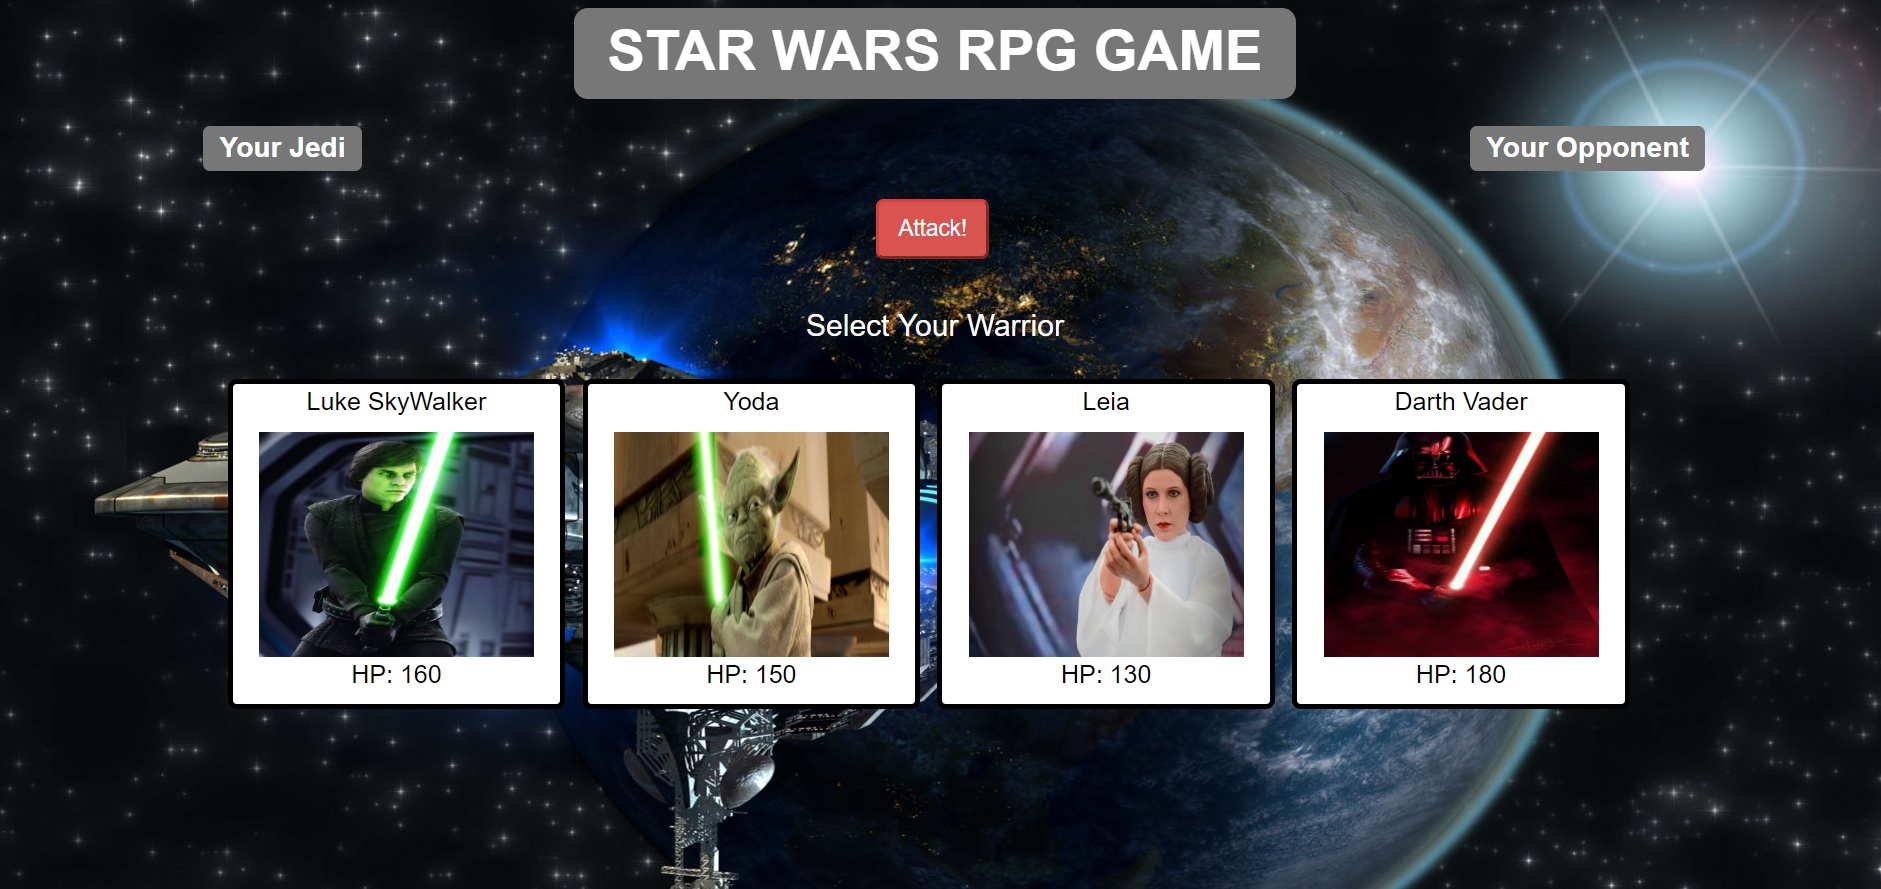 STAR WARS RPG GAME
Your Jedi
Your Opponent
Attack!
Select Your Warrior
Luke SkyWalker
Yoda
Leia
Darth Vader
HP: 160
HP: 150
HP: 130
HP: 180